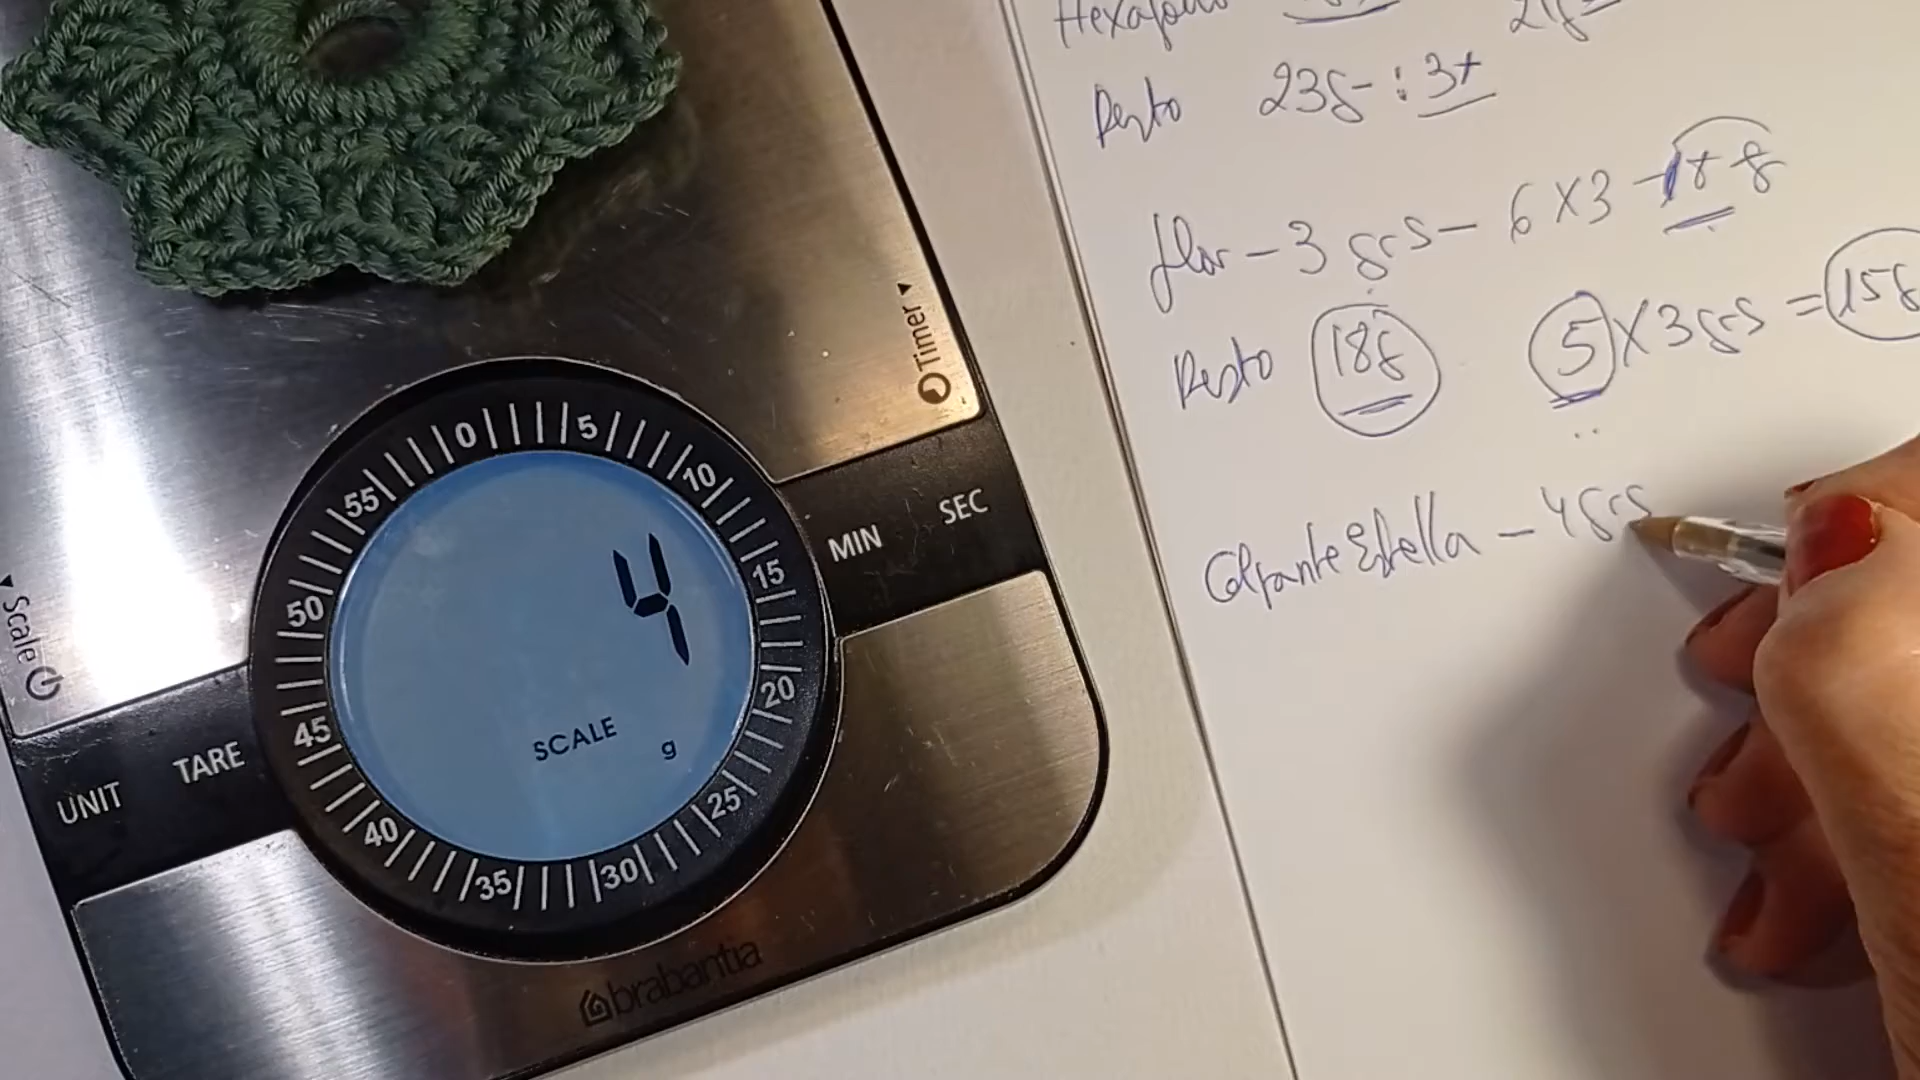 Hexagono
21g
Resto 23g- : 3+
flor - 3 grs - 6 X 3 - 18 g
Resto 18g 5 X 3 grs = 15g
Colgante Estrella - 4 grs
Timer
0 5 10 15 20 25 30 35 40 45 50 55
MIN SEC
Scale
UNIT TARE
4
SCALE g
brabantia